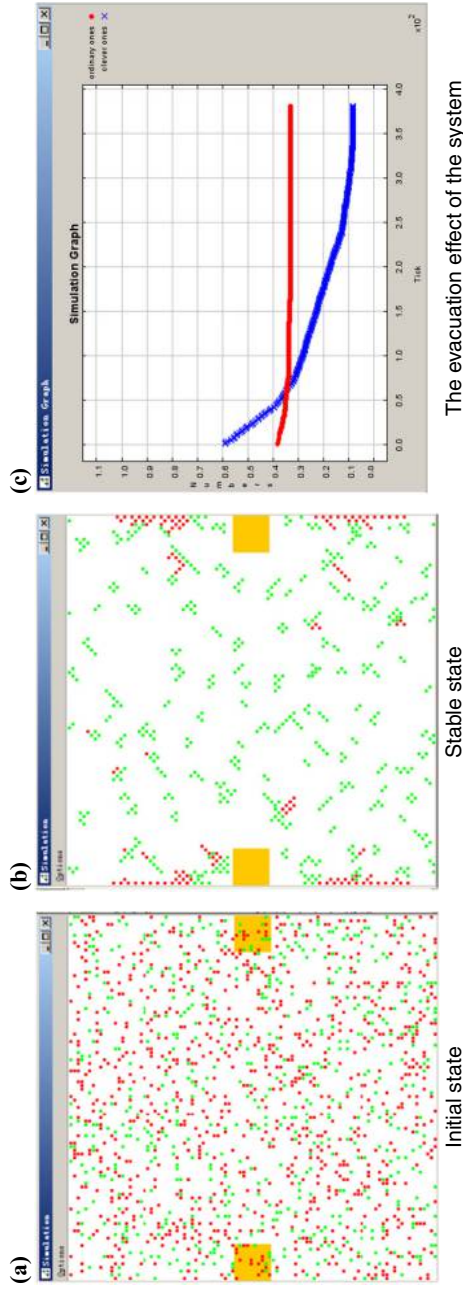 (a)
Simulation
Options
Initial state
(b)
Simulation
Options
Stable state
(c)
Simulation Graph
Simulation Graph
ordinary ones
clever ones
Numbers
1.1
1.0
0.9
0.8
0.7
0.6
0.5
0.4
0.3
0.2
0.1
0.0
0.0 0.5 1.0 1.5 2.0 2.5 3.0 3.5 4.0
Tick
x10^2
The evacuation effect of the system